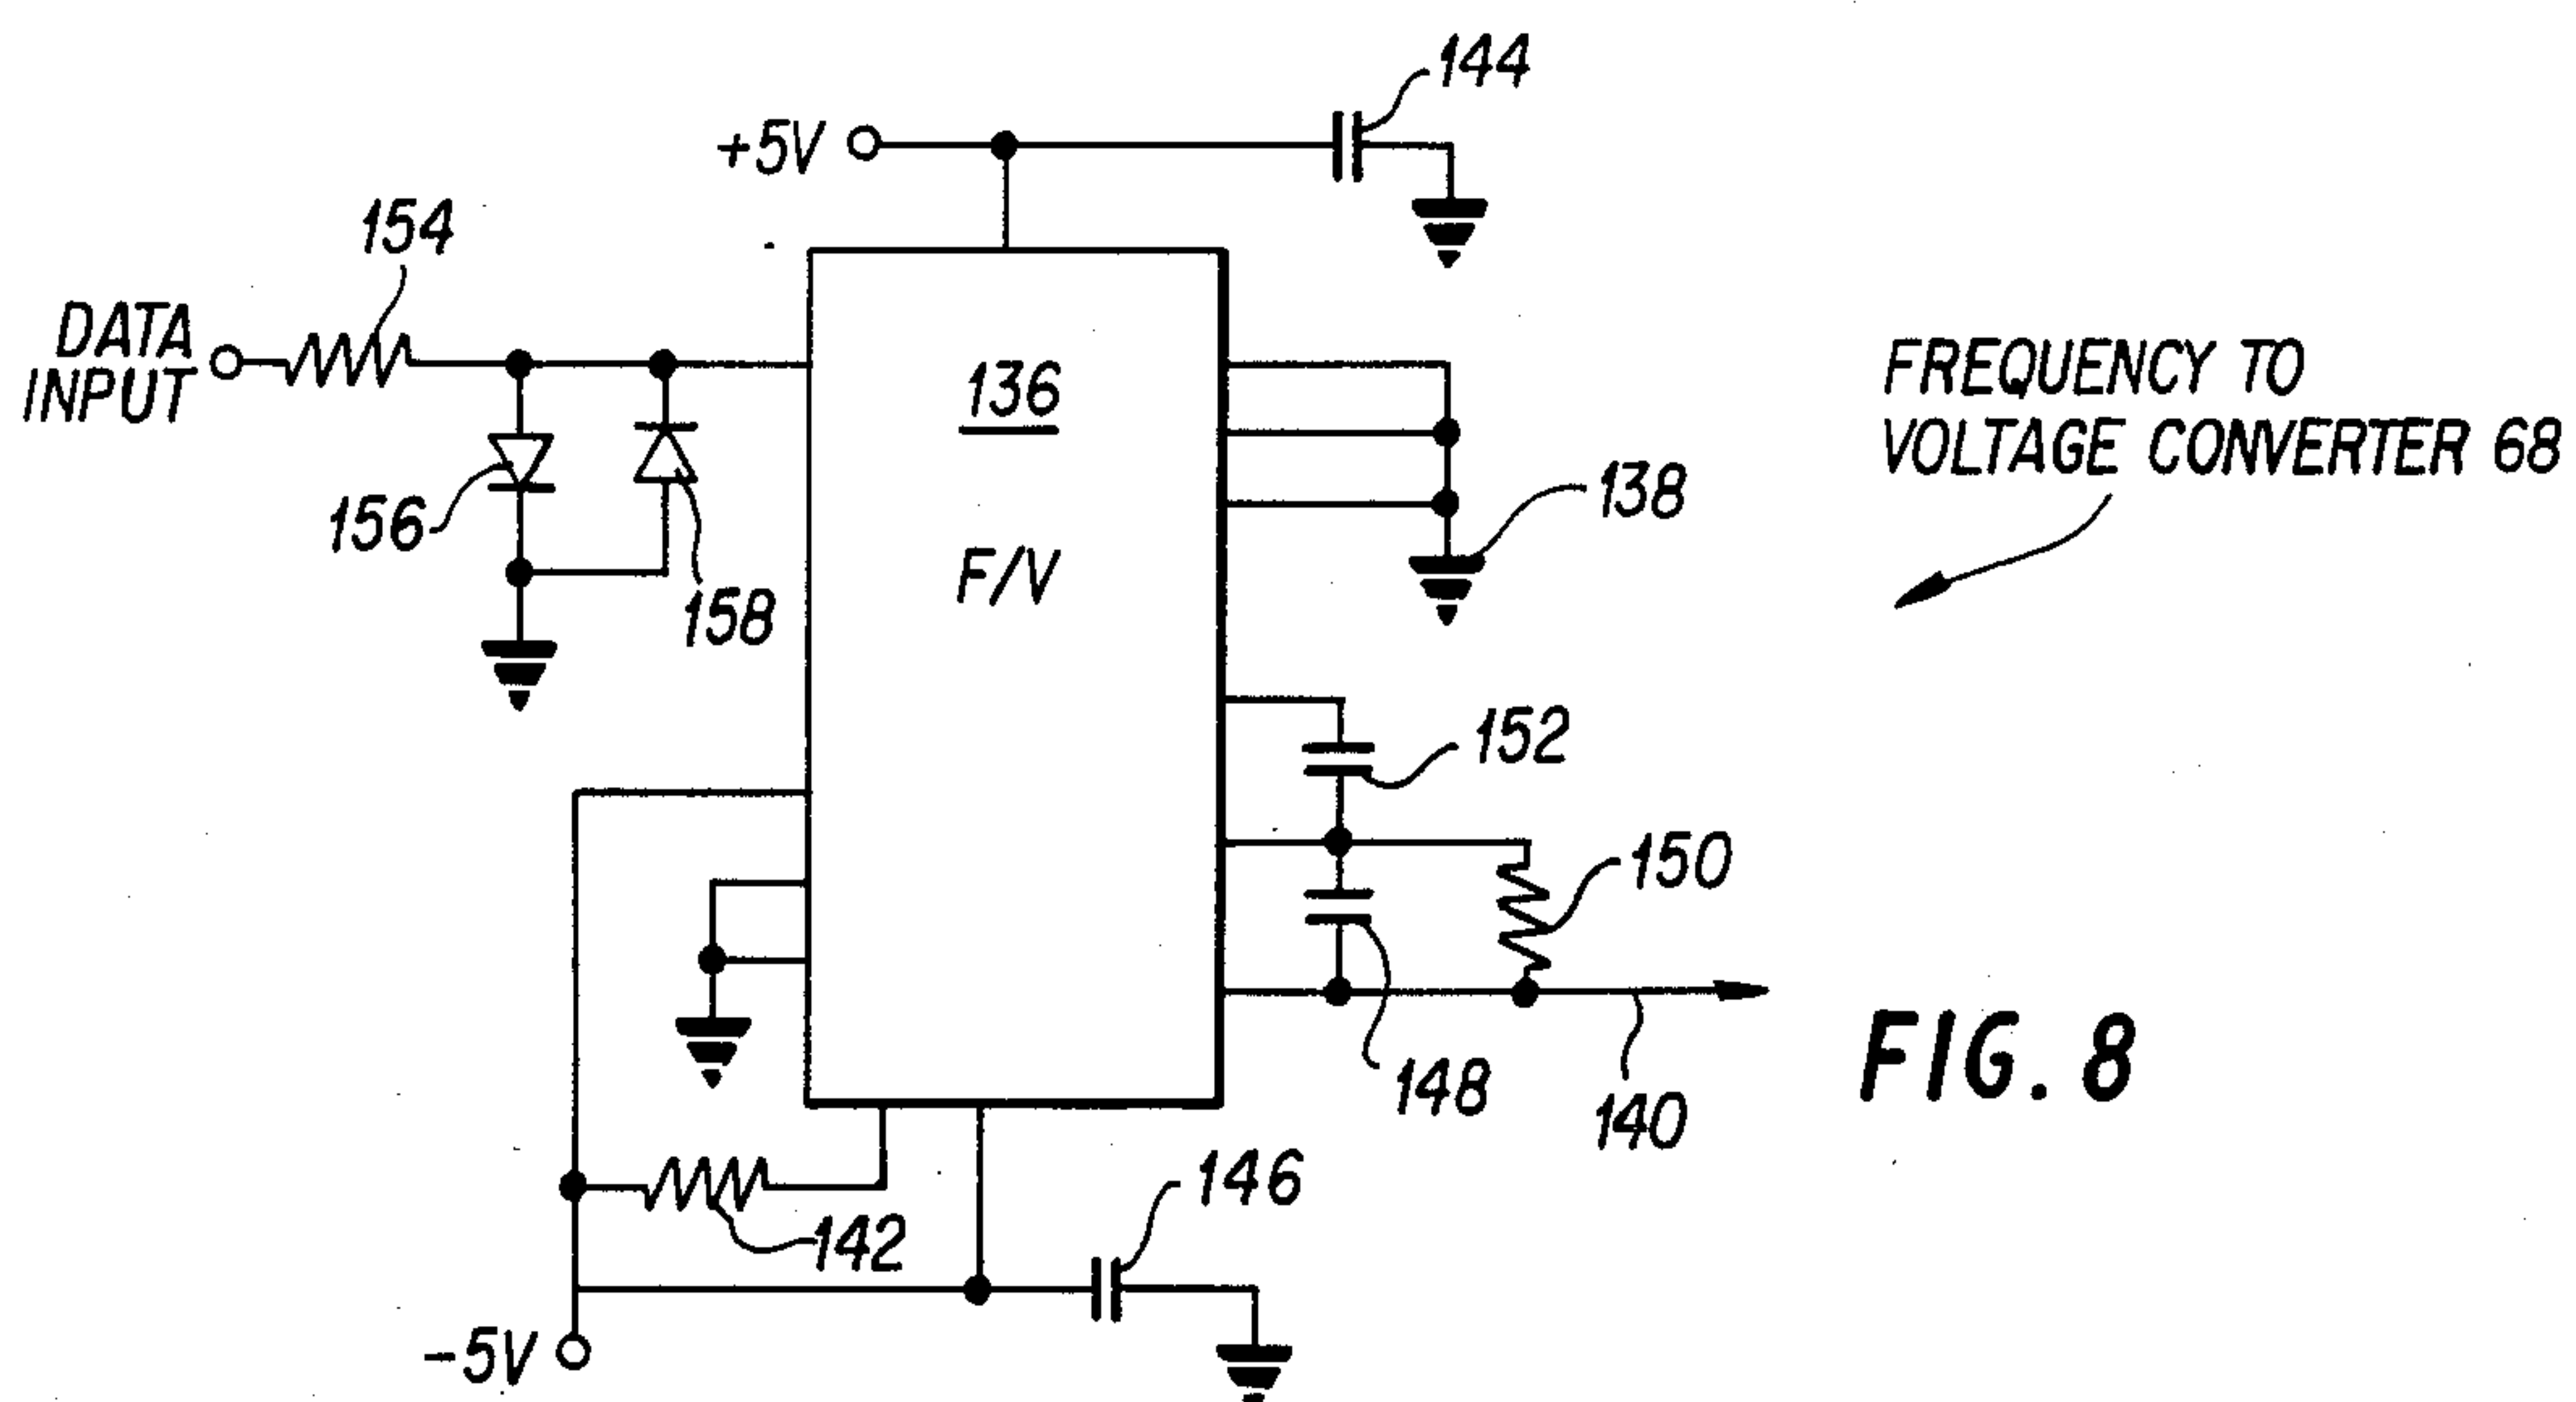 144
+5V
154
DATA
INPUT
136
F/V
156
158
138
FREQUENCY TO
VOLTAGE CONVERTER 68
152
150
148
140
142
146
-5V
FIG. 8